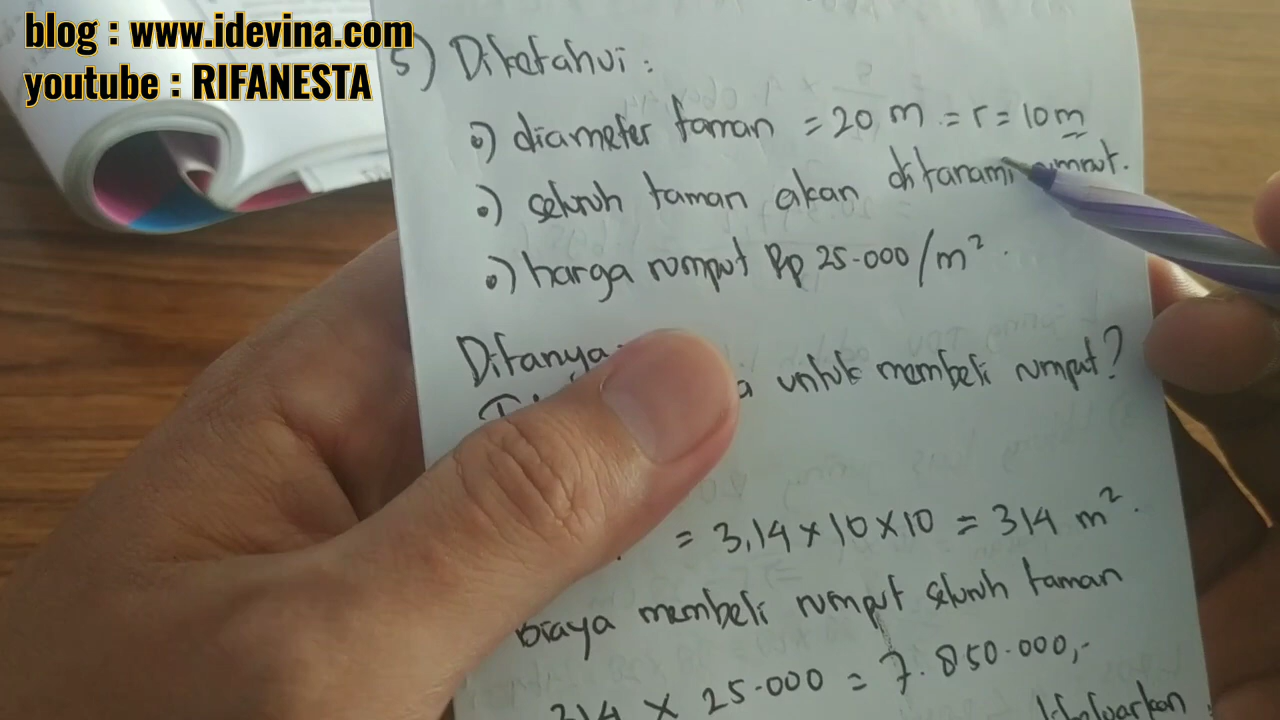 blog : www.idevina.com
youtube : RIFANESTA
5) Diketahui :
•) diameter taman = 20 m = r = 10 m
•) seluruh taman akan ditanami rumput.
•) harga rumput Rp 25.000/m²
Ditanya
untuk membeli rumput?
= 3,14 × 10 × 10 = 314 m².
Biaya membeli rumput seluruh taman
314 × 25.000 = 7.850.000,-